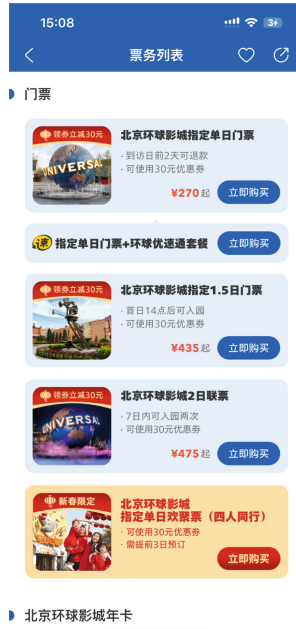 15:08
34
票务列表
门票
领券立减30元
UNIVERSAL
北京环球影城指定单日门票
· 到访日前2天可退款
· 可使用30元优惠券
¥270起
立即购买
速
指定单日门票+环球优速通套餐
立即购买
领券立减30元
北京环球影城指定1.5日门票
· 首日14点后可入园
· 可使用30元优惠券
¥435起
立即购买
领券立减30元
UNIVERSAL
北京环球影城2日联票
· 7日内可入园两次
· 可使用30元优惠券
¥475起
立即购买
新春限定
北京环球影城
指定单日欢聚票（四人同行）
· 可使用30元优惠券
· 需提前3日预订
立即购买
北京环球影城年卡